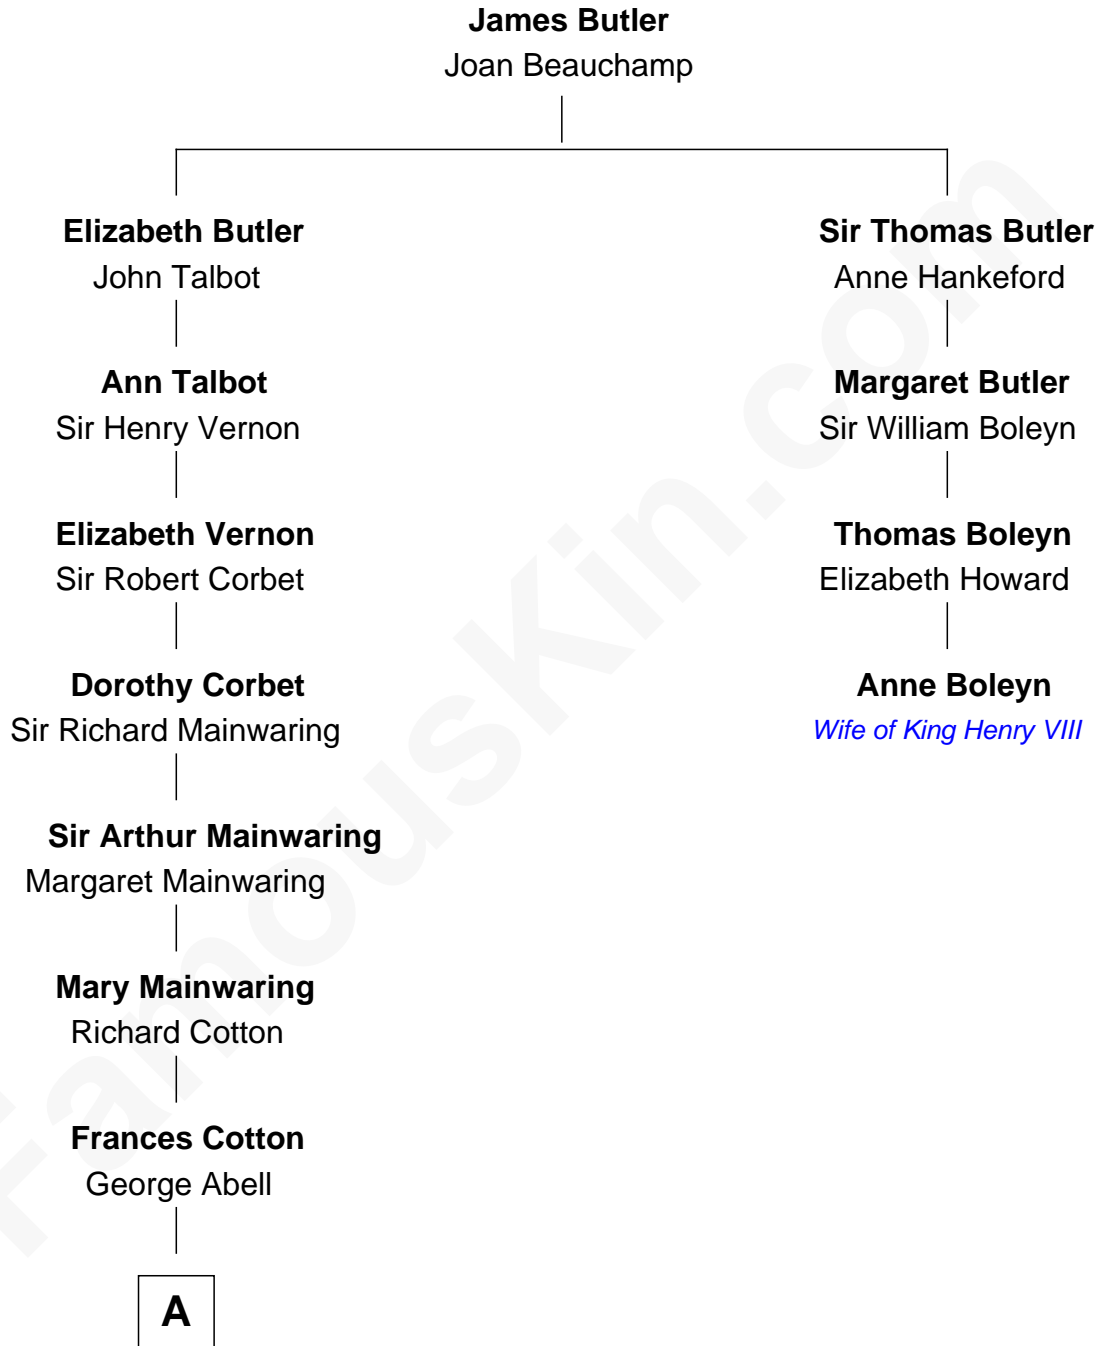 James Butler
Joan Beauchamp
Elizabeth Butler
John Talbot
Sir Thomas Butler
Anne Hankeford
Ann Talbot
Sir Henry Vernon
Margaret Butler
Sir William Boleyn
Elizabeth Vernon
Sir Robert Corbet
Thomas Boleyn
Elizabeth Howard
Dorothy Corbet
Sir Richard Mainwaring
Anne Boleyn
Wife of King Henry VIII
Sir Arthur Mainwaring
Margaret Mainwaring
Mary Mainwaring
Richard Cotton
Frances Cotton
George Abell
A
FamousKin.com